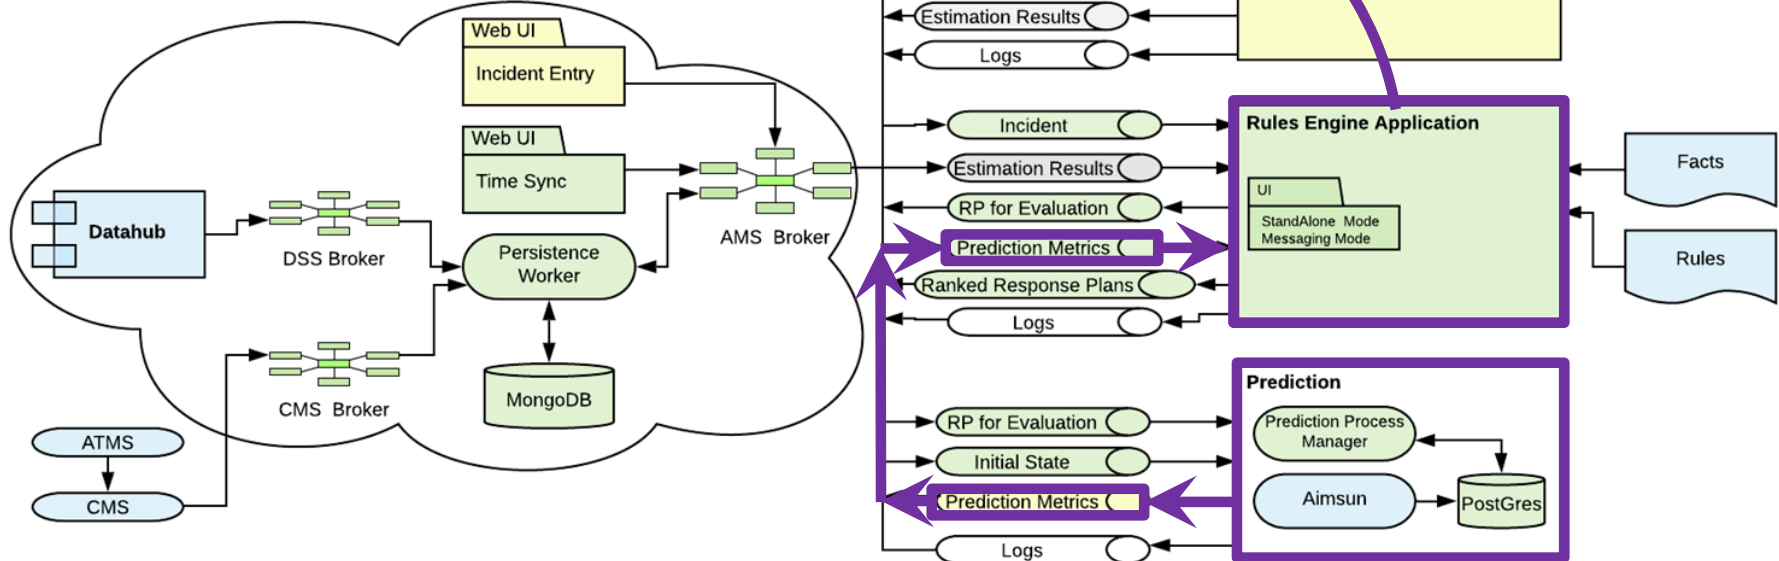 Web UI
Incident Entry
Web UI
Time Sync
Datahub
DSS Broker
Persistence
Worker
AMS Broker
MongoDB
CMS Broker
ATMS
CMS
Estimation Results
Logs
Incident
Estimation Results
RP for Evaluation
Prediction Metrics
Ranked Response Plans
Logs
Rules Engine Application
UI
StandAlone Mode
Messaging Mode
Facts
Rules
RP for Evaluation
Initial State
Prediction Metrics
Logs
Prediction
Prediction Process
Manager
Aimsun
PostGres